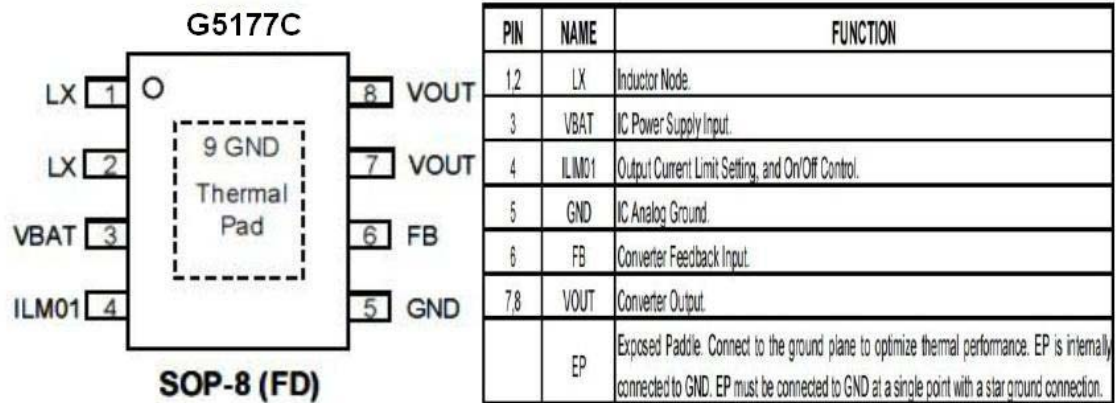 G5177C
LX 1
LX 2
VBAT 3
ILM01 4
9 GND
Thermal
Pad
8 VOUT
7 VOUT
6 FB
5 GND
SOP-8 (FD)
PIN NAME FUNCTION
1,2 LX Inductor Node.
3 VBAT IC Power Supply Input.
4 ILIM01 Output Current Limit Setting, and On/Off Control.
5 GND IC Analog Ground.
6 FB Converter Feedback Input.
7,8 VOUT Converter Output.
EP Exposed Paddle. Connect to the ground plane to optimize thermal performance. EP is internally
connected to GND. EP must be connected to GND at a single point with a star ground connection.